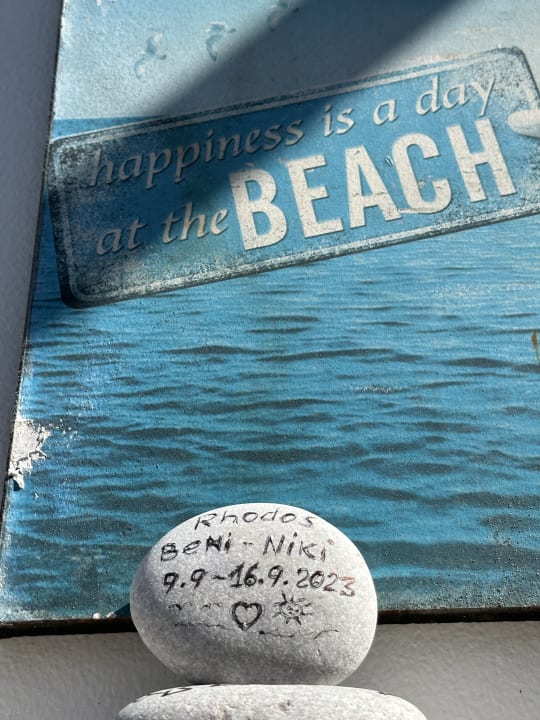 happiness is a day
at the BEACH
Rhodos
BeNi - Niki
9.9-16.9.2023